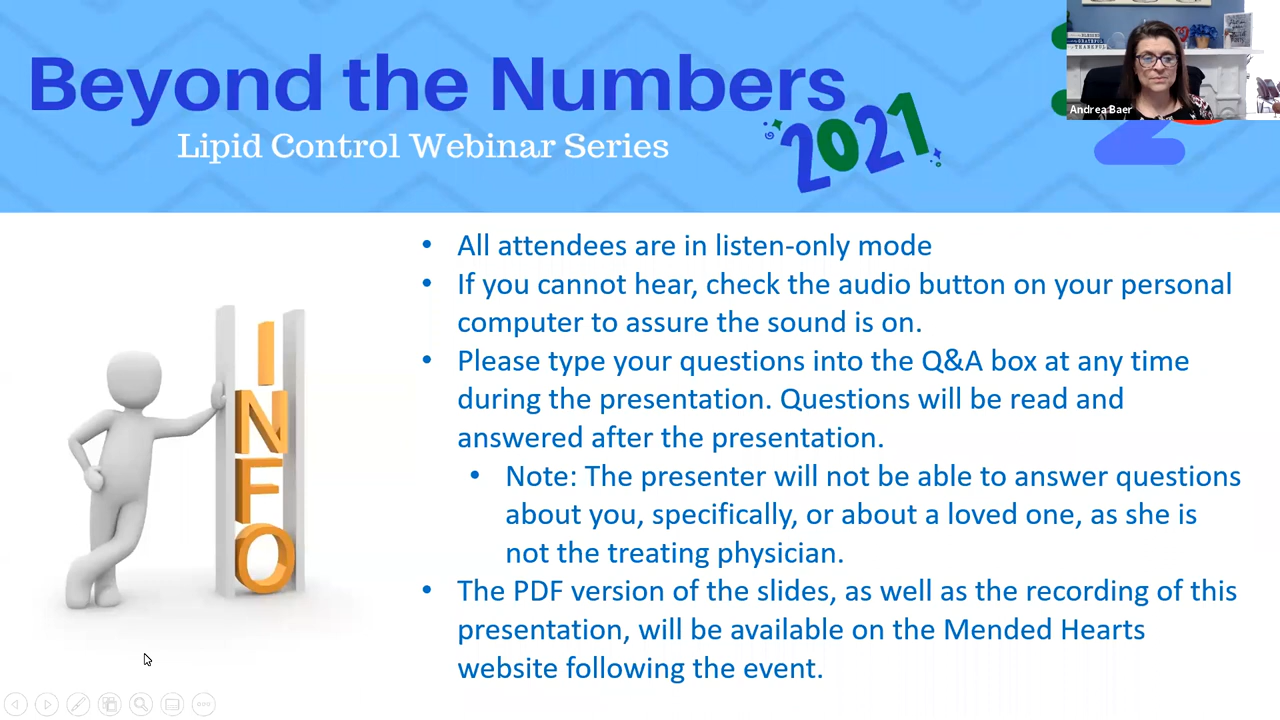 Beyond the Numbers
Lipid Control Webinar Series
2021
Andrea Baer
INFO
• All attendees are in listen-only mode
• If you cannot hear, check the audio button on your personal
computer to assure the sound is on.
• Please type your questions into the Q&A box at any time
during the presentation. Questions will be read and
answered after the presentation.
• Note: The presenter will not be able to answer questions
about you, specifically, or about a loved one, as she is
not the treating physician.
• The PDF version of the slides, as well as the recording of this
presentation, will be available on the Mended Hearts
website following the event.